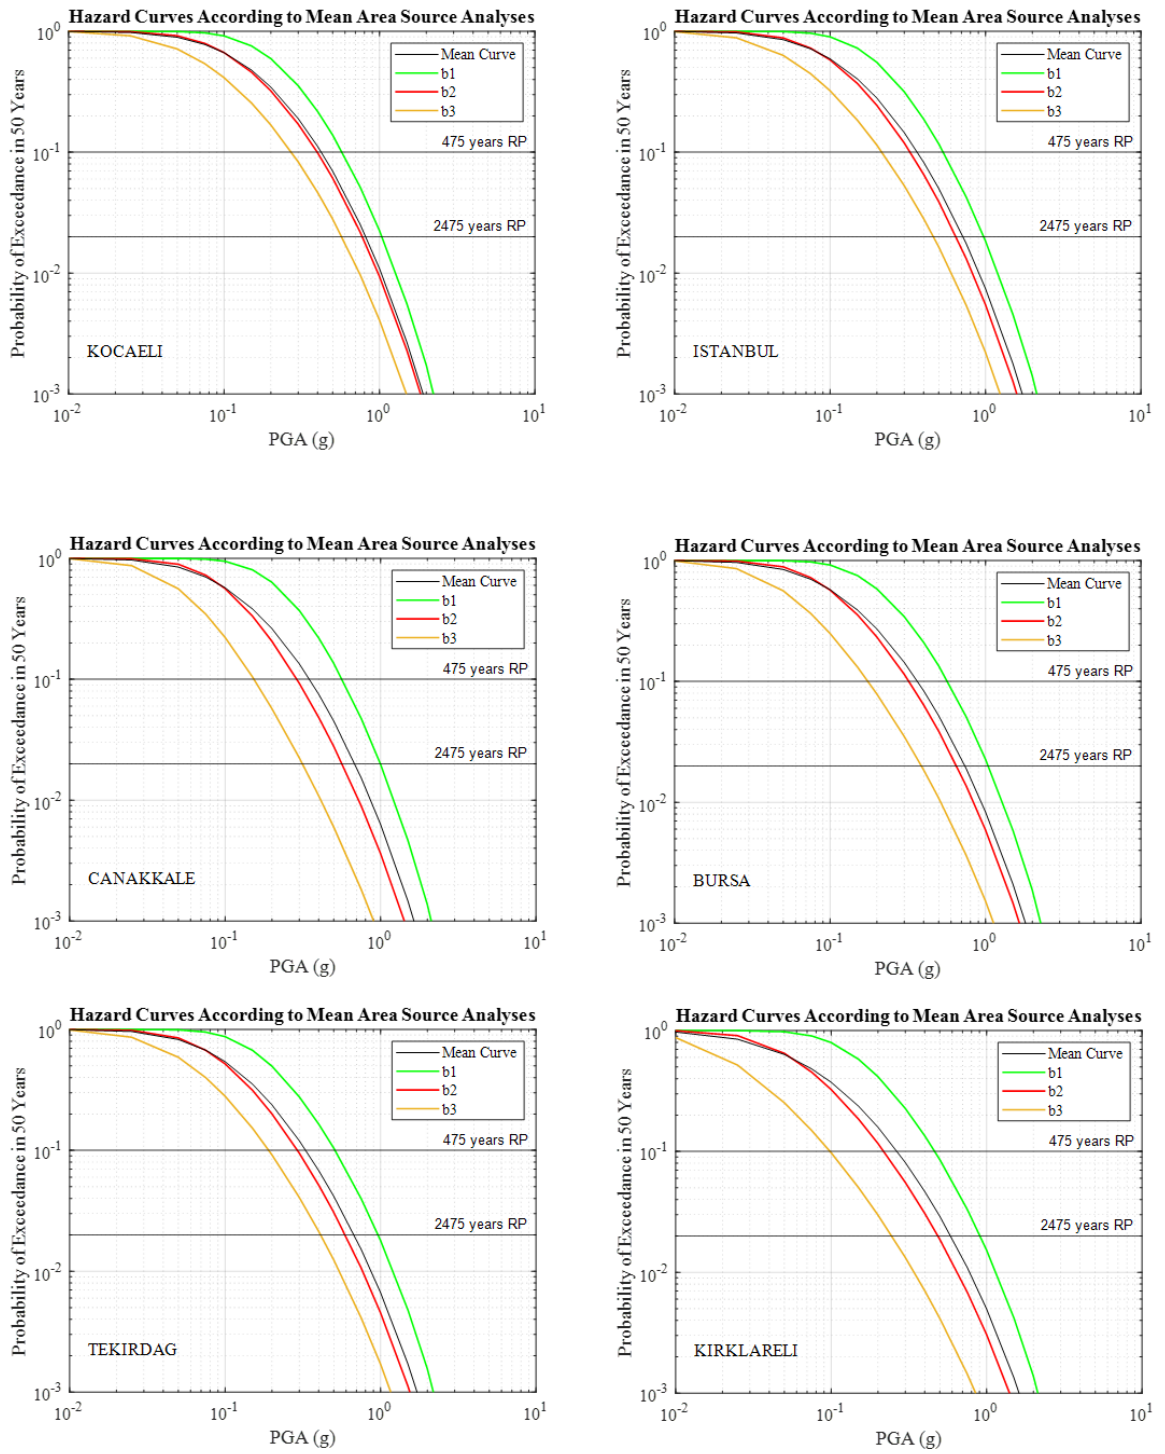 Hazard Curves According to Mean Area Source Analyses
10^0
10^-1
10^-2
10^-3
Probability of Exceedance in 50 Years
Mean Curve
b1
b2
b3
475 years RP
2475 years RP
KOCAELI
10^-2
10^-1
10^0
10^1
PGA (g)
Hazard Curves According to Mean Area Source Analyses
10^0
10^-1
10^-2
10^-3
Probability of Exceedance in 50 Years
Mean Curve
b1
b2
b3
475 years RP
2475 years RP
ISTANBUL
10^-2
10^-1
10^0
10^1
PGA (g)
Hazard Curves According to Mean Area Source Analyses
10^0
10^-1
10^-2
10^-3
Probability of Exceedance in 50 Years
Mean Curve
b1
b2
b3
475 years RP
2475 years RP
CANAKKALE
10^-2
10^-1
10^0
10^1
PGA (g)
Hazard Curves According to Mean Area Source Analyses
10^0
10^-1
10^-2
10^-3
Probability of Exceedance in 50 Years
Mean Curve
b1
b2
b3
475 years RP
2475 years RP
BURSA
10^-2
10^-1
10^0
10^1
PGA (g)
Hazard Curves According to Mean Area Source Analyses
10^0
10^-1
10^-2
10^-3
Probability of Exceedance in 50 Years
Mean Curve
b1
b2
b3
475 years RP
2475 years RP
TEKIRDAG
10^-2
10^-1
10^0
10^1
PGA (g)
Hazard Curves According to Mean Area Source Analyses
10^0
10^-1
10^-2
10^-3
Probability of Exceedance in 50 Years
Mean Curve
b1
b2
b3
475 years RP
2475 years RP
KIRKLARELI
10^-2
10^-1
10^0
10^1
PGA (g)